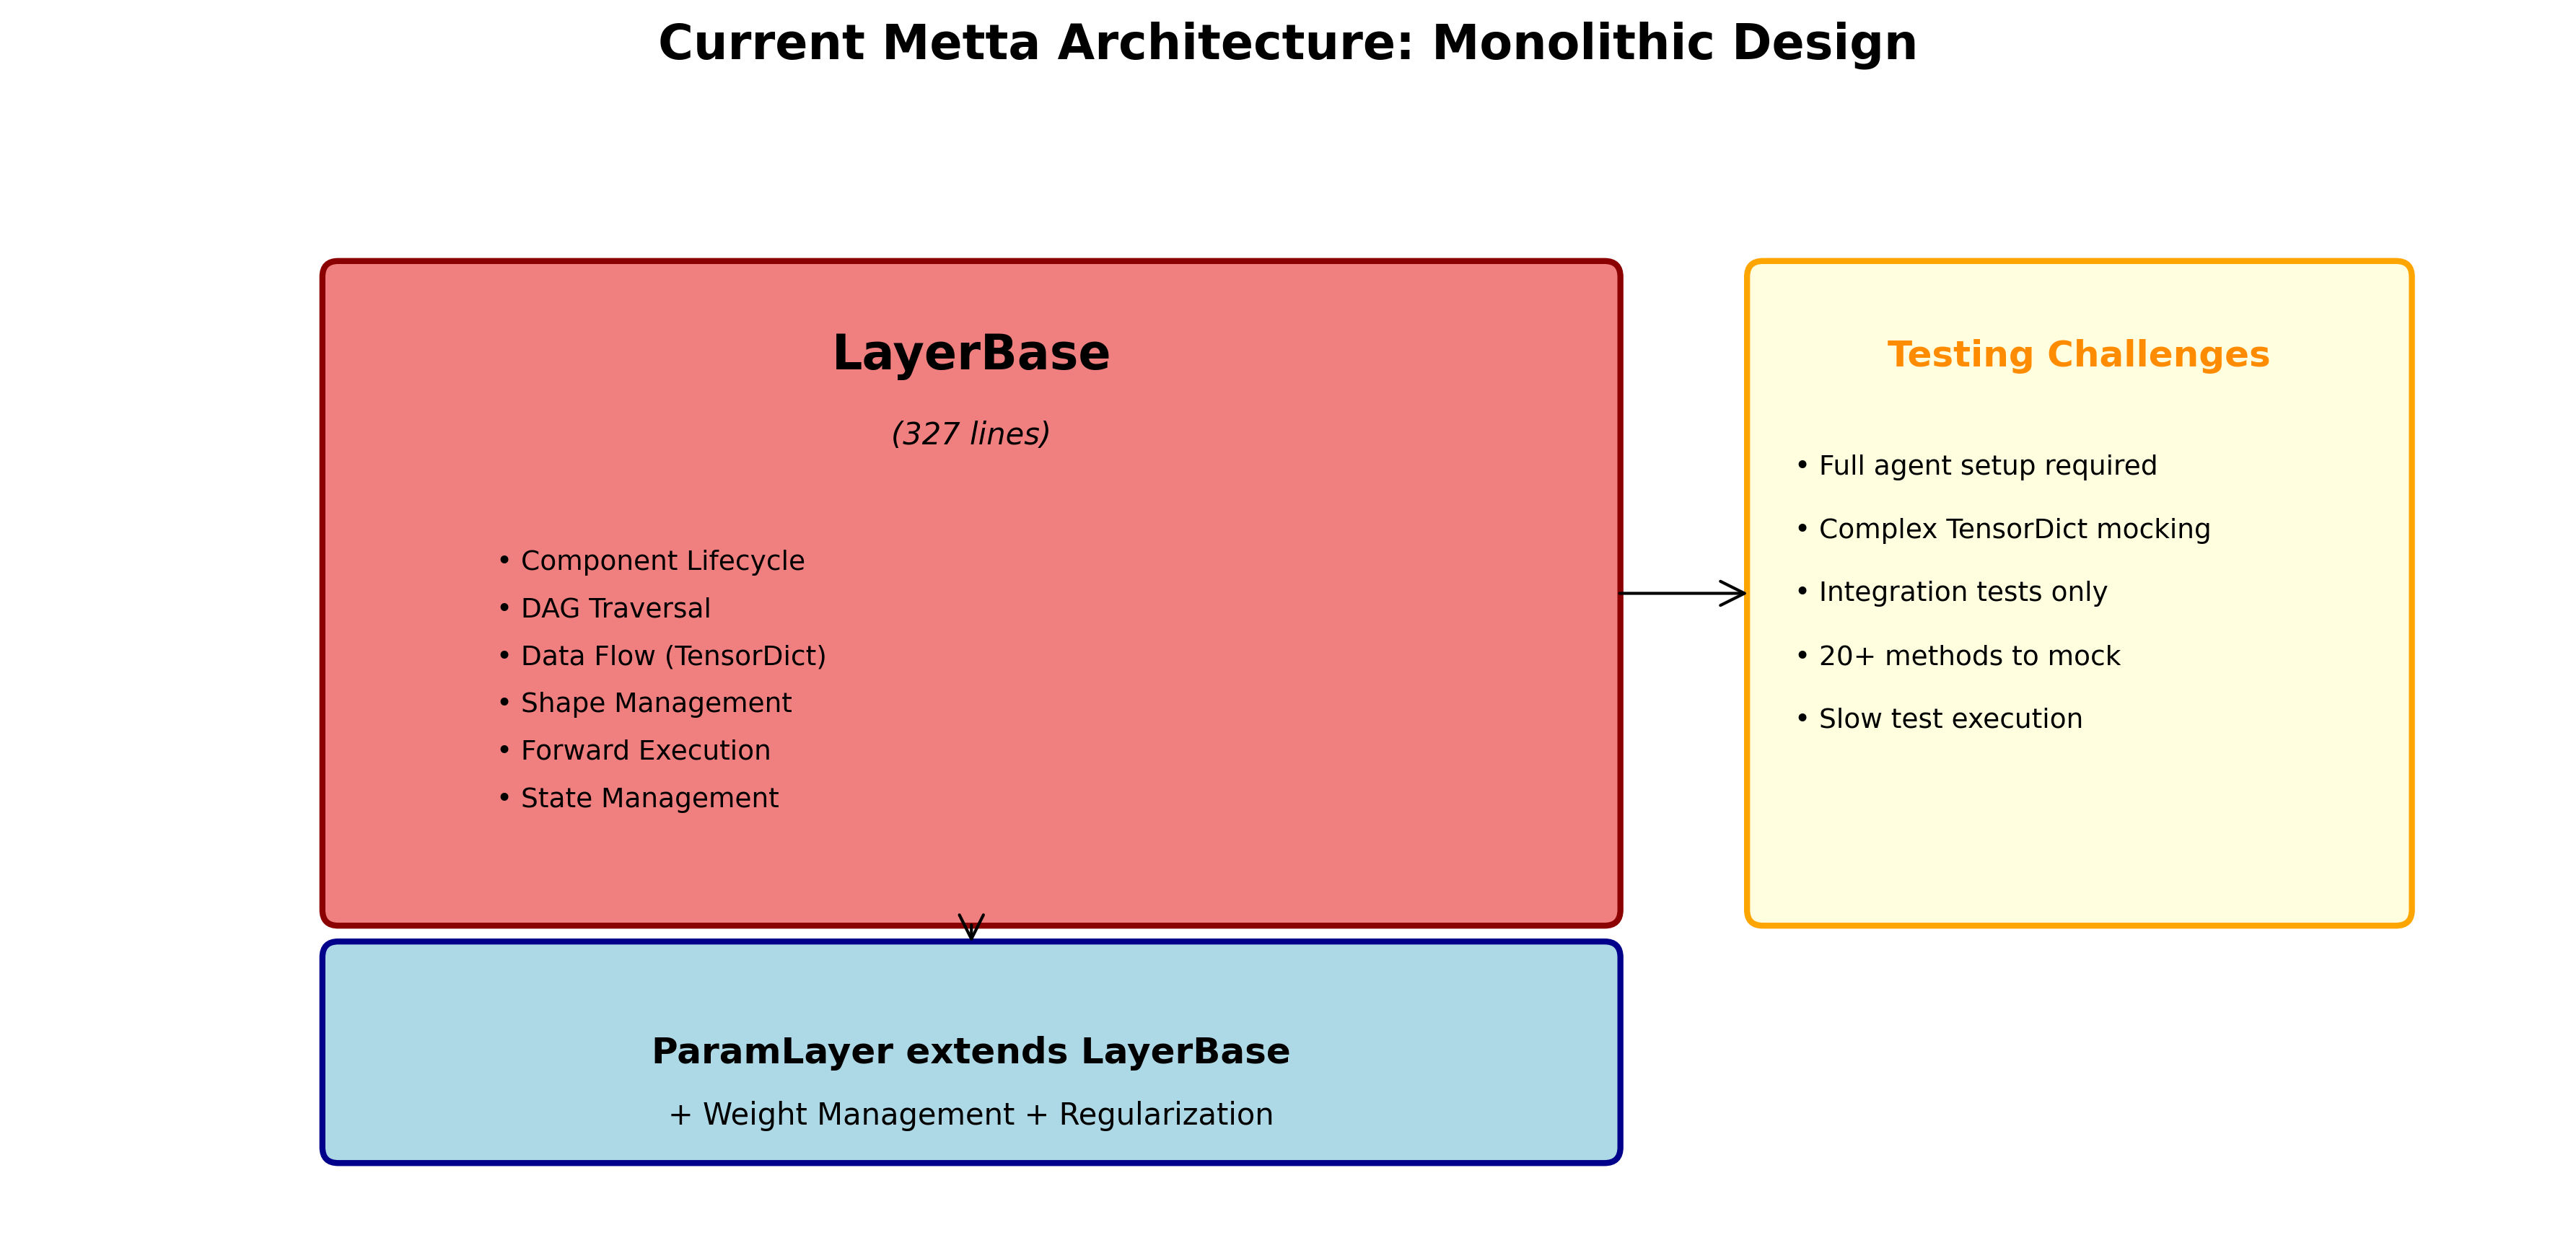 Current Metta Architecture: Monolithic Design
LayerBase
(327 lines)
• Component Lifecycle
• DAG Traversal
• Data Flow (TensorDict)
• Shape Management
• Forward Execution
• State Management
Testing Challenges
• Full agent setup required
• Complex TensorDict mocking
• Integration tests only
• 20+ methods to mock
• Slow test execution
ParamLayer extends LayerBase
+ Weight Management + Regularization